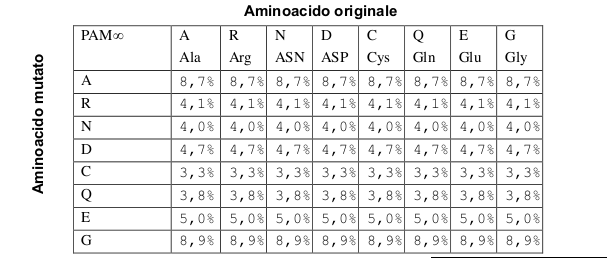 Aminoacido originale
Aminoacido mutato
PAM∞ A R N D C Q E G
Ala Arg ASN ASP Cys Gln Glu Gly
A 8,7% 8,7% 8,7% 8,7% 8,7% 8,7% 8,7% 8,7%
R 4,1% 4,1% 4,1% 4,1% 4,1% 4,1% 4,1% 4,1%
N 4,0% 4,0% 4,0% 4,0% 4,0% 4,0% 4,0% 4,0%
D 4,7% 4,7% 4,7% 4,7% 4,7% 4,7% 4,7% 4,7%
C 3,3% 3,3% 3,3% 3,3% 3,3% 3,3% 3,3% 3,3%
Q 3,8% 3,8% 3,8% 3,8% 3,8% 3,8% 3,8% 3,8%
E 5,0% 5,0% 5,0% 5,0% 5,0% 5,0% 5,0% 5,0%
G 8,9% 8,9% 8,9% 8,9% 8,9% 8,9% 8,9% 8,9%